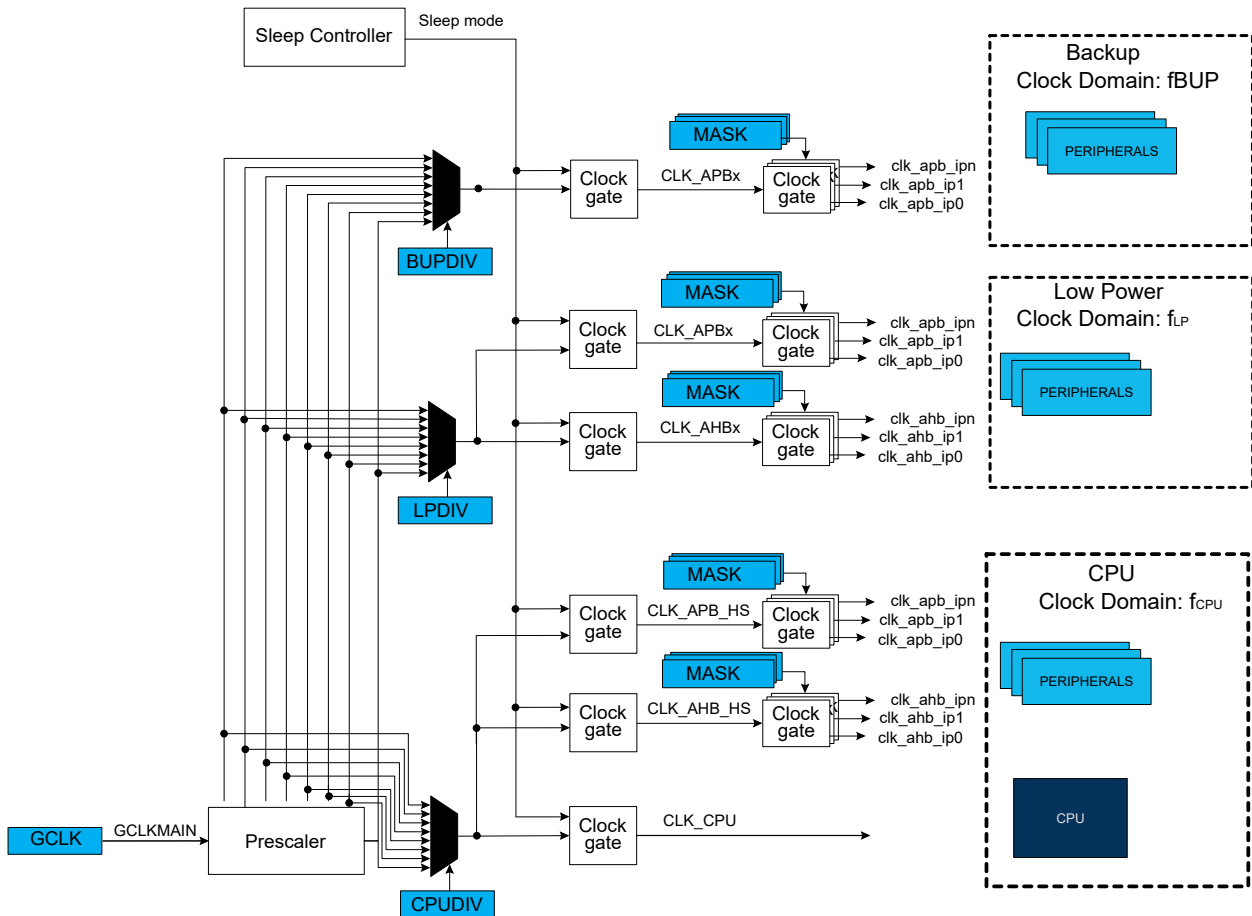 Sleep Controller
Sleep mode
Backup
Clock Domain: fBUP
PERIPHERALS
MASK
Clock
gate
CLK_APBx
Clock
gate
clk_apb_ipn
clk_apb_ip1
clk_apb_ip0
BUPDIV
Low Power
Clock Domain: fLP
PERIPHERALS
MASK
Clock
gate
CLK_APBx
Clock
gate
clk_apb_ipn
clk_apb_ip1
clk_apb_ip0
MASK
Clock
gate
CLK_AHBx
Clock
gate
clk_ahb_ipn
clk_ahb_ip1
clk_ahb_ip0
LPDIV
CPU
Clock Domain: fCPU
PERIPHERALS
CPU
MASK
Clock
gate
CLK_APB_HS
Clock
gate
clk_apb_ipn
clk_apb_ip1
clk_apb_ip0
MASK
Clock
gate
CLK_AHB_HS
Clock
gate
clk_ahb_ipn
clk_ahb_ip1
clk_ahb_ip0
Clock
gate
CLK_CPU
GCLK
GCLKMAIN
Prescaler
CPUDIV